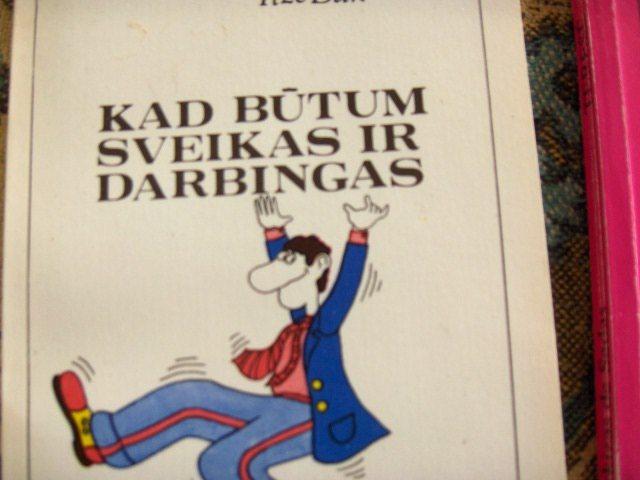 KAD BŪTUM
SVEIKAS IR
DARBINGAS